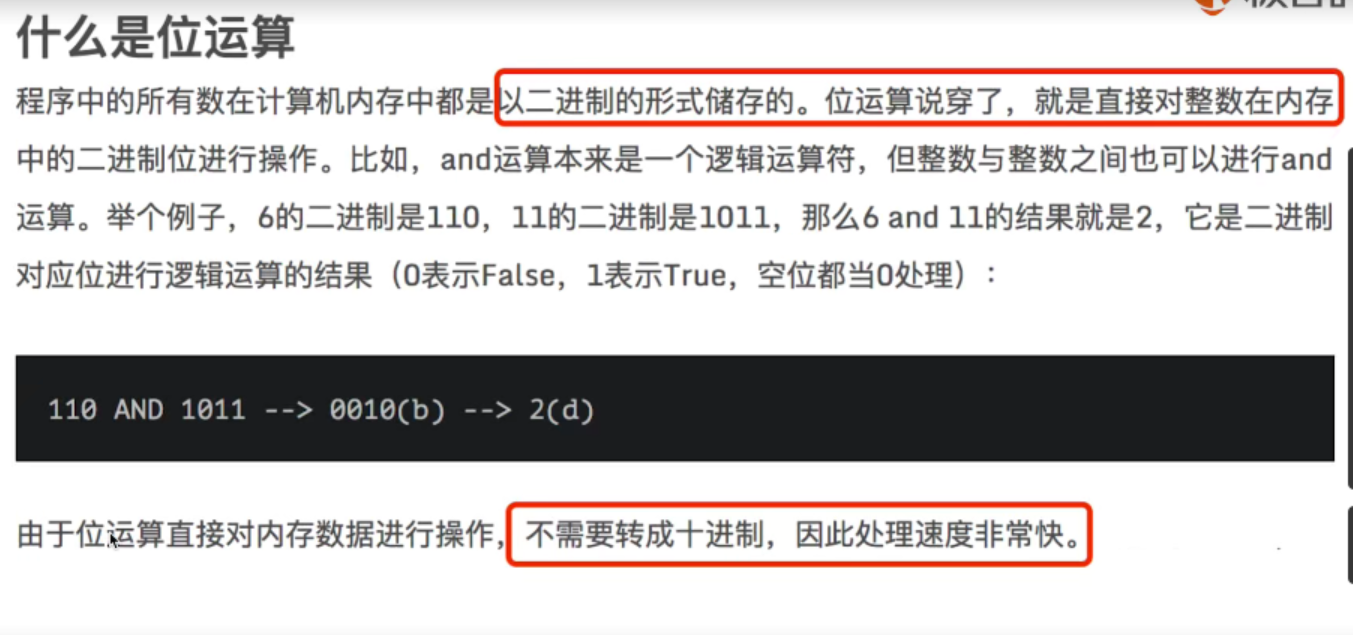 什么是位运算
程序中的所有数在计算机内存中都是以二进制的形式储存的。位运算说穿了，就是直接对整数在内存
中的二进制位进行操作。比如，and运算本来是一个逻辑运算符，但整数与整数之间也可以进行and
运算。举个例子，6的二进制是110，11的二进制是1011，那么6 and 11的结果就是2，它是二进制
对应位进行逻辑运算的结果（0表示False，1表示True，空位都当0处理）：
110 AND 1011 --> 0010(b) --> 2(d)
由于位运算直接对内存数据进行操作，不需要转成十进制，因此处理速度非常快。